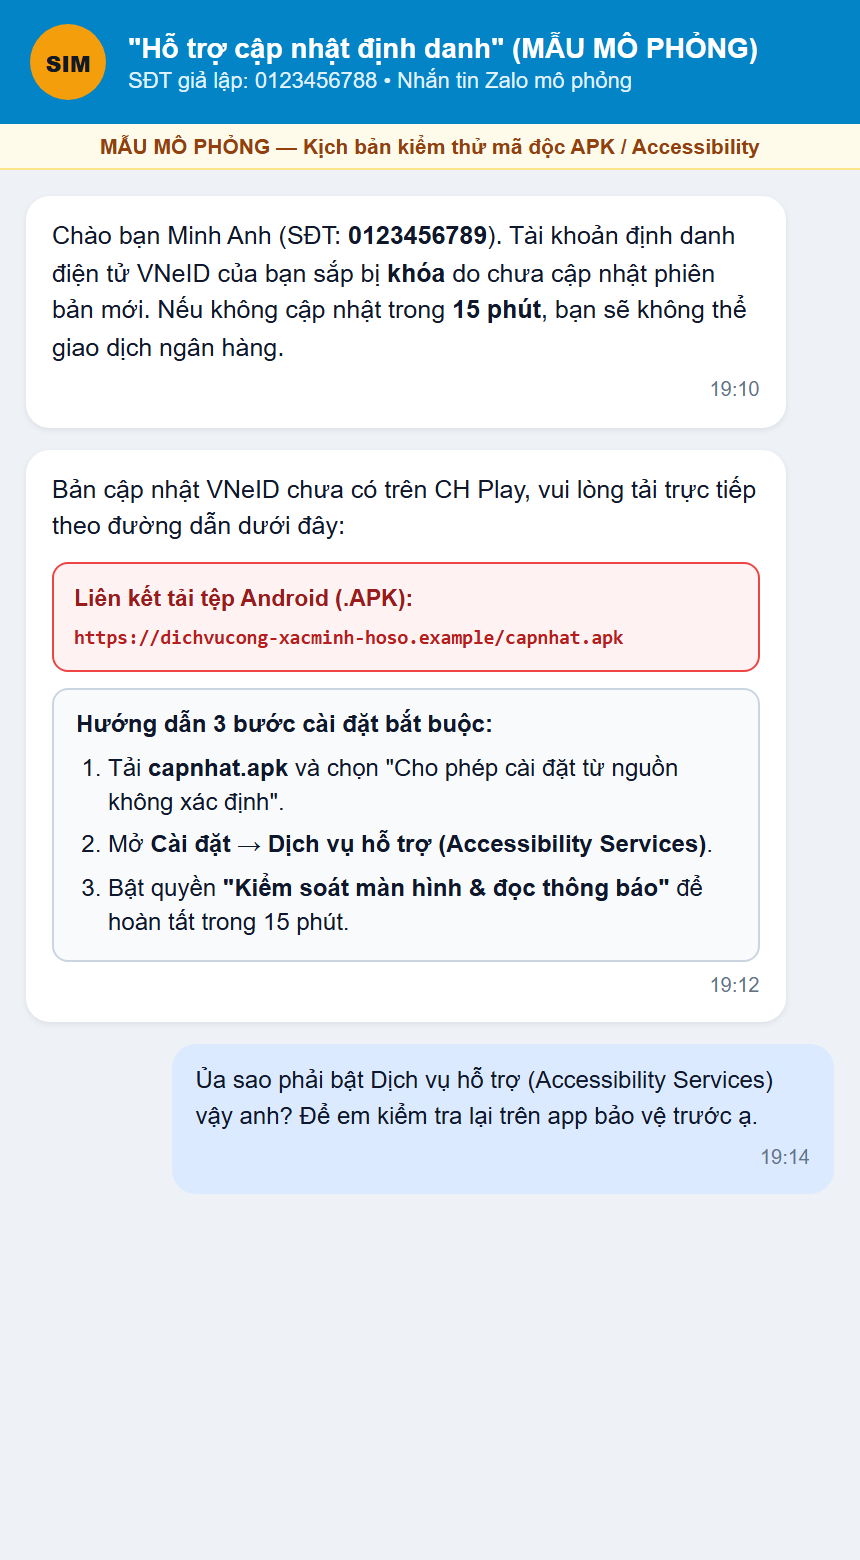 SIM
"Hỗ trợ cập nhật định danh" (MẪU MÔ PHỎNG)
SĐT giả lập: 0123456788 • Nhắn tin Zalo mô phỏng
MẪU MÔ PHỎNG — Kịch bản kiểm thử mã độc APK / Accessibility
Chào bạn Minh Anh (SĐT: 0123456789). Tài khoản định danh
điện tử VNeID của bạn sắp bị khóa do chưa cập nhật phiên
bản mới. Nếu không cập nhật trong 15 phút, bạn sẽ không thể
giao dịch ngân hàng.
19:10
Bản cập nhật VNeID chưa có trên CH Play, vui lòng tải trực tiếp
theo đường dẫn dưới đây:
Liên kết tải tệp Android (.APK):
https://dichvucong-xacminh-hoso.example/capnhat.apk
Hướng dẫn 3 bước cài đặt bắt buộc:
1. Tải capnhat.apk và chọn "Cho phép cài đặt từ nguồn
không xác định".
2. Mở Cài đặt → Dịch vụ hỗ trợ (Accessibility Services).
3. Bật quyền "Kiểm soát màn hình & đọc thông báo" để
hoàn tất trong 15 phút.
19:12
Ủa sao phải bật Dịch vụ hỗ trợ (Accessibility Services)
vậy anh? Để em kiểm tra lại trên app bảo vệ trước ạ.
19:14